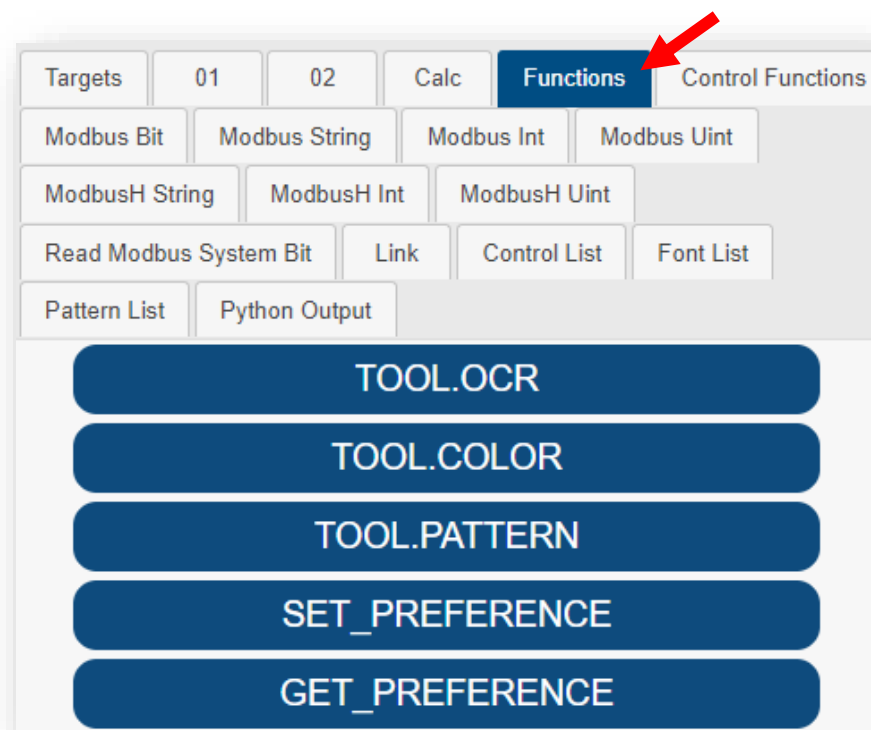 Targets 01 02 Calc Functions Control Functions
Modbus Bit Modbus String Modbus Int Modbus Uint
ModbusH String ModbusH Int ModbusH Uint
Read Modbus System Bit Link Control List Font List
Pattern List Python Output
TOOL.OCR
TOOL.COLOR
TOOL.PATTERN
SET_PREFERENCE
GET_PREFERENCE